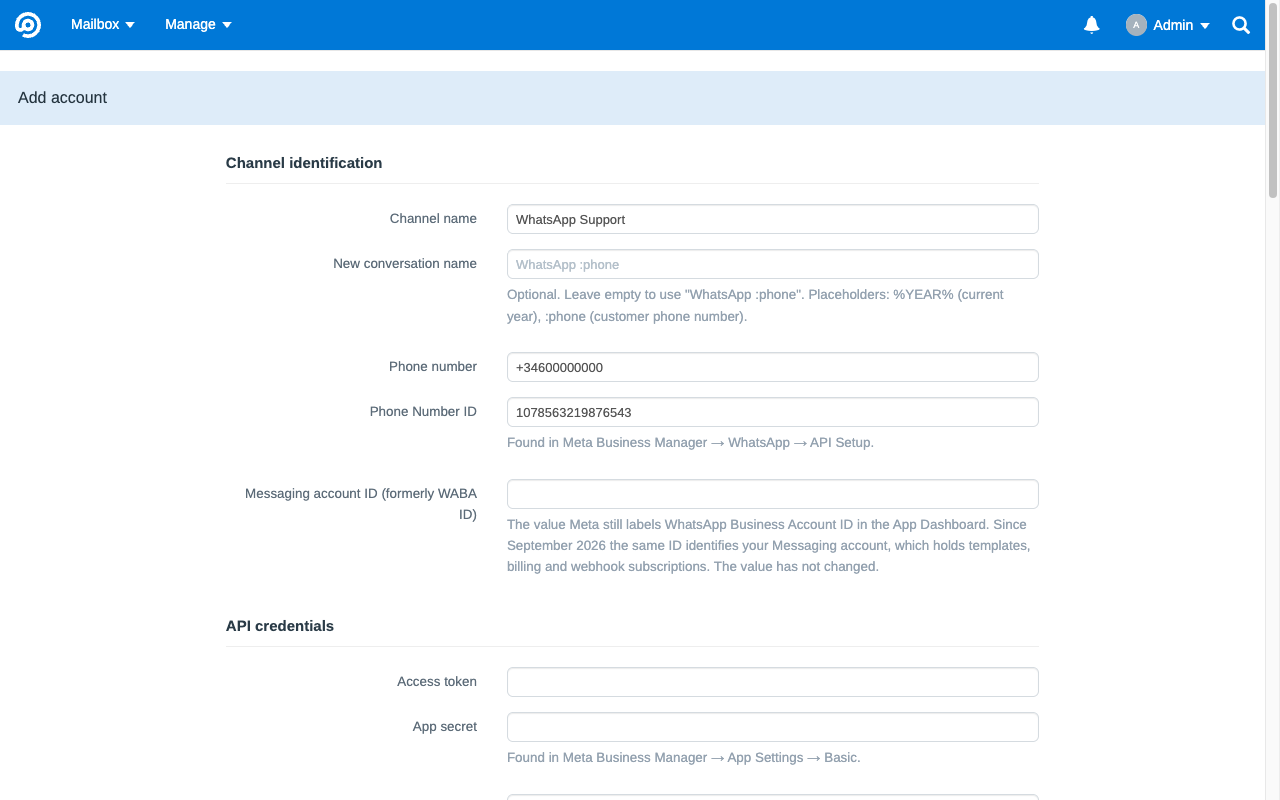 Mailbox
Manage
A
Admin
Add account
Channel identification
Channel name
WhatsApp Support
New conversation name
WhatsApp :phone
Optional. Leave empty to use "WhatsApp :phone". Placeholders: %YEAR% (current
year), :phone (customer phone number).
Phone number
+34600000000
Phone Number ID
1078563219876543
Found in Meta Business Manager → WhatsApp → API Setup.
Messaging account ID (formerly WABA
ID)
The value Meta still labels WhatsApp Business Account ID in the App Dashboard. Since
September 2026 the same ID identifies your Messaging account, which holds templates,
billing and webhook subscriptions. The value has not changed.
API credentials
Access token
App secret
Found in Meta Business Manager → App Settings → Basic.